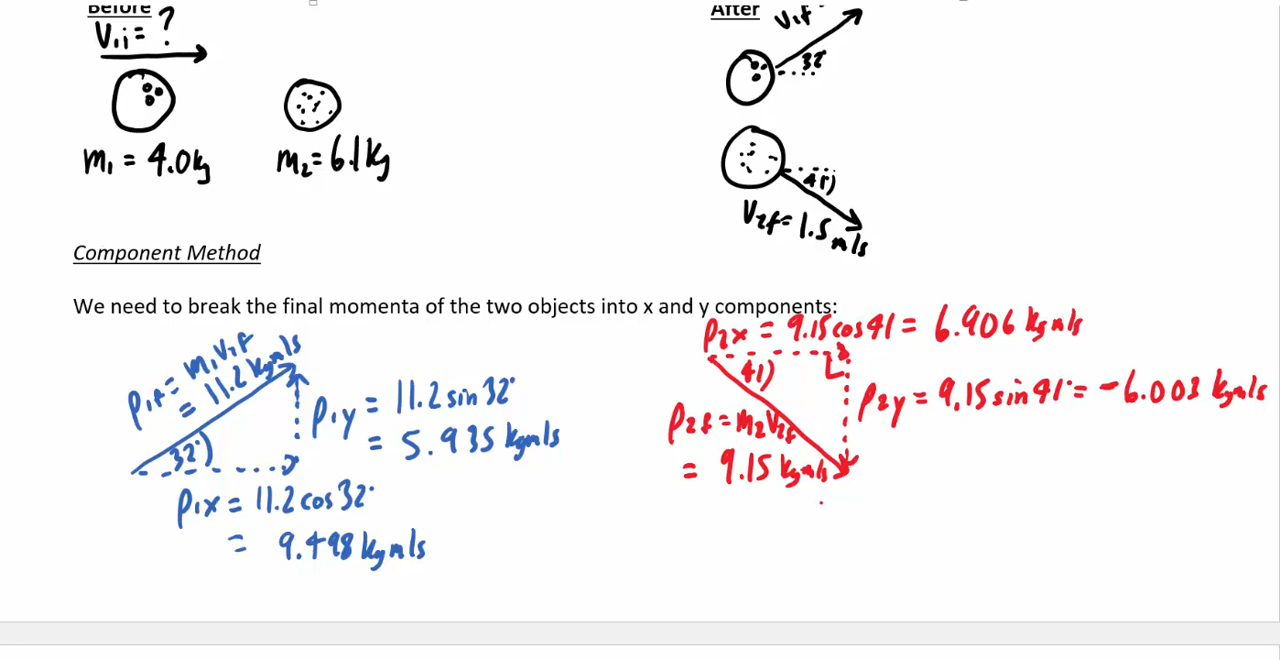 Before
V1i = ?
m1 = 4.0kg
m2 = 6.1kg
After
V1f
32°
41°
V2f = 1.5 m/s
Component Method
We need to break the final momenta of the two objects into x and y components:
p1f = m1V1f
= 11.2 kgm/s
32°
p1y = 11.2 sin 32°
= 5.935 kgm/s
p1x = 11.2 cos 32°
= 9.498 kgm/s
p2x = 9.15 cos 41 = 6.906 kgm/s
41
p2y = 9.15 sin 41° = -6.003 kgm/s
p2f = m2V2f
= 9.15 kgm/s